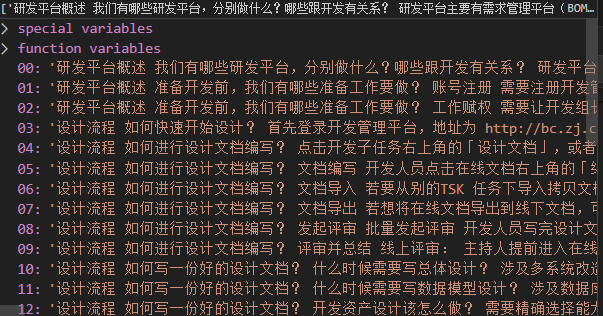 ['研发平台概述 我们有哪些研发平台，分别做什么？哪些跟开发有关系？ 研发平台主要有需求管理平台（BOM...
special variables
function variables
00: '研发平台概述 我们有哪些研发平台，分别做什么？哪些跟开发有关系？ 研发平台
01: '研发平台概述 准备开发前，我们有哪些准备工作要做？ 账号注册 需要注册开发管
02: '研发平台概述 准备开发前，我们有哪些准备工作要做？ 工作赋权 需要让开发组长
03: '设计流程 如何快速开始设计？ 首先登录开发管理平台，地址为 http://bc.zj.c
04: '设计流程 如何进行设计文档编写？ 点击开发子任务右上角的「设计文档」，或者
05: '设计流程 如何进行设计文档编写？ 文档编写 开发人员点击在线文档右上角的「编
06: '设计流程 如何进行设计文档编写？ 文档导入 若要从别的TSK 任务下导入拷贝文档
07: '设计流程 如何进行设计文档编写？ 文档导出 若想将在线文档导出到线下文档，可
08: '设计流程 如何进行设计文档编写？ 发起评审 批量发起评审 开发人员写完设计文
09: '设计流程 如何进行设计文档编写？ 评审并总结 线上评审： 主持人提前进入在线
10: '设计流程 如何写一份好的设计文档？ 什么时候需要写总体设计？ 涉及多系统改造
11: '设计流程 如何写一份好的设计文档？ 什么时候需要写数据模型设计？ 涉及数据库
12: '设计流程 如何写一份好的设计文档？ 开发资产设计该怎么做？ 需要精确选择能力